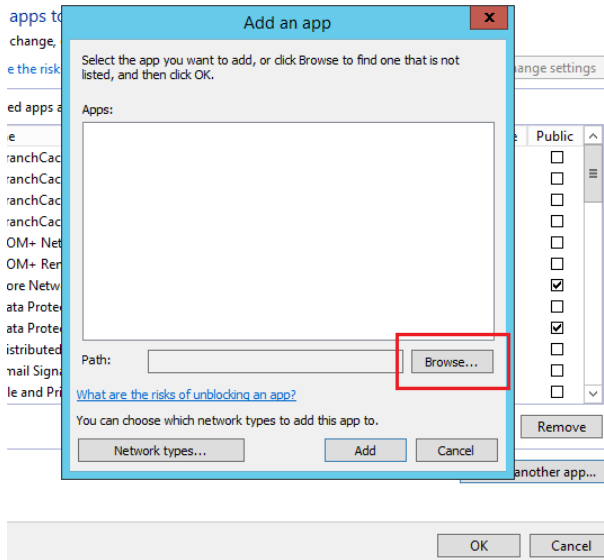 apps to
Add an app
x
change,
Select the app you want to add, or click Browse to find one that is not
listed, and then click OK.
e the risk
ange settings
ed apps a
Apps:
e
Public
ranchCac
ranchCac
ranchCac
ranchCac
OM+ Net
OM+ Rem
ore Netw
ata Protec
ata Protec
istributed
mail Signa
le and Pri
Path:
Browse...
What are the risks of unblocking an app?
You can choose which network types to add this app to.
Remove
Network types...
Add
Cancel
another app...
OK
Cancel